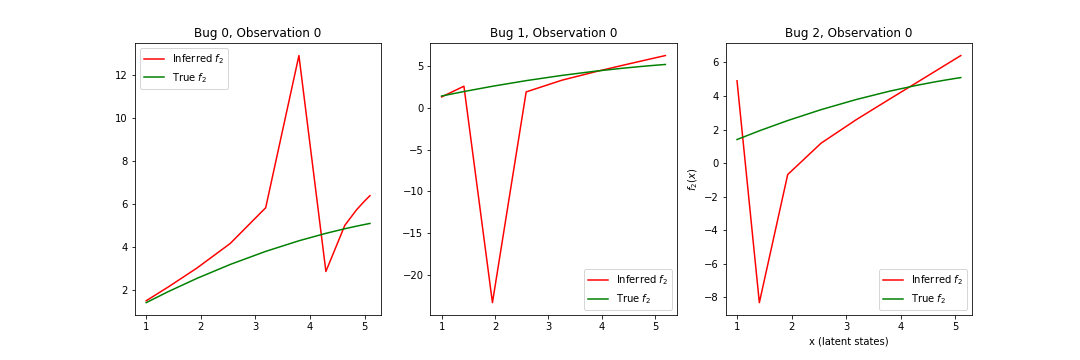 Bug 0, Observation 0
Inferred f₂
True f₂
12
10
8
6
4
2
1 2 3 4 5
Bug 1, Observation 0
5
0
−5
−10
−15
−20
Inferred f₂
True f₂
1 2 3 4 5
Bug 2, Observation 0
f₂(x)
6
4
2
0
−2
−4
−6
−8
Inferred f₂
True f₂
1 2 3 4 5
x (latent states)